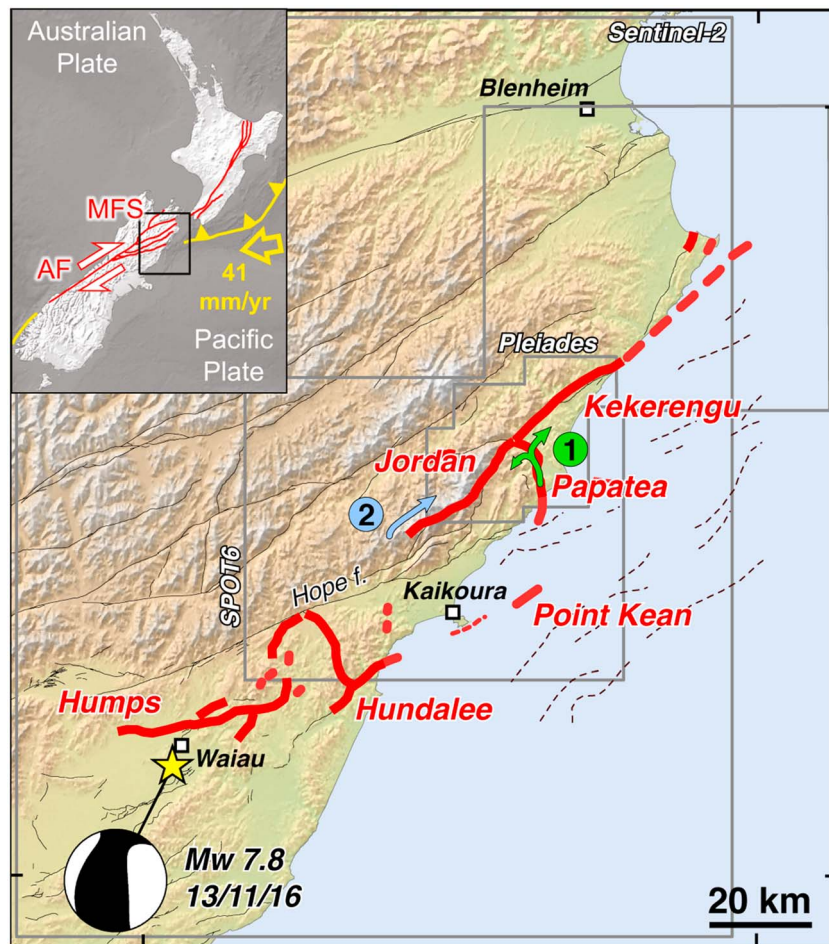 Australian
Plate
MFS
AF
41
mm/yr
Pacific
Plate
Sentinel-2
Blenheim
Pleiades
Kekerengu
1
Jordan
Papatea
2
SPOT6
Hope f.
Kaikoura
Point Kean
Humps
Hundalee
Waiau
Mw 7.8
13/11/16
20 km